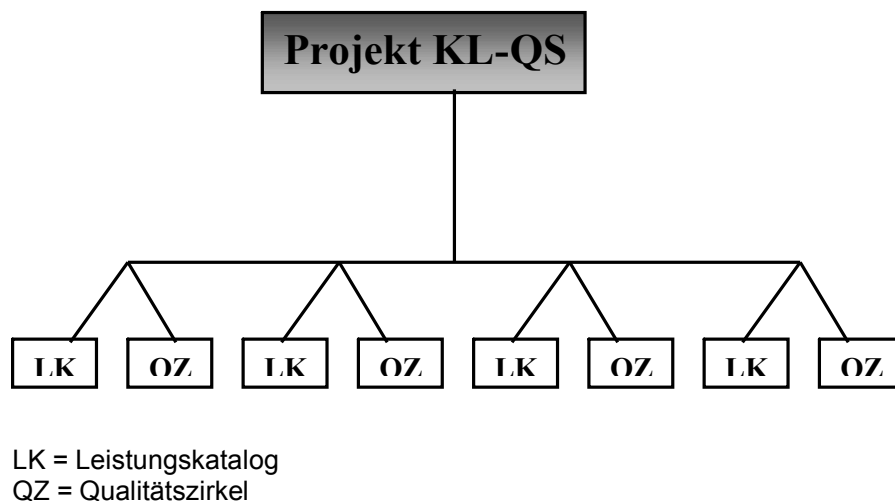 Projekt KL-QS
LK QZ LK QZ LK QZ LK QZ
LK = Leistungskatalog
QZ = Qualitätszirkel